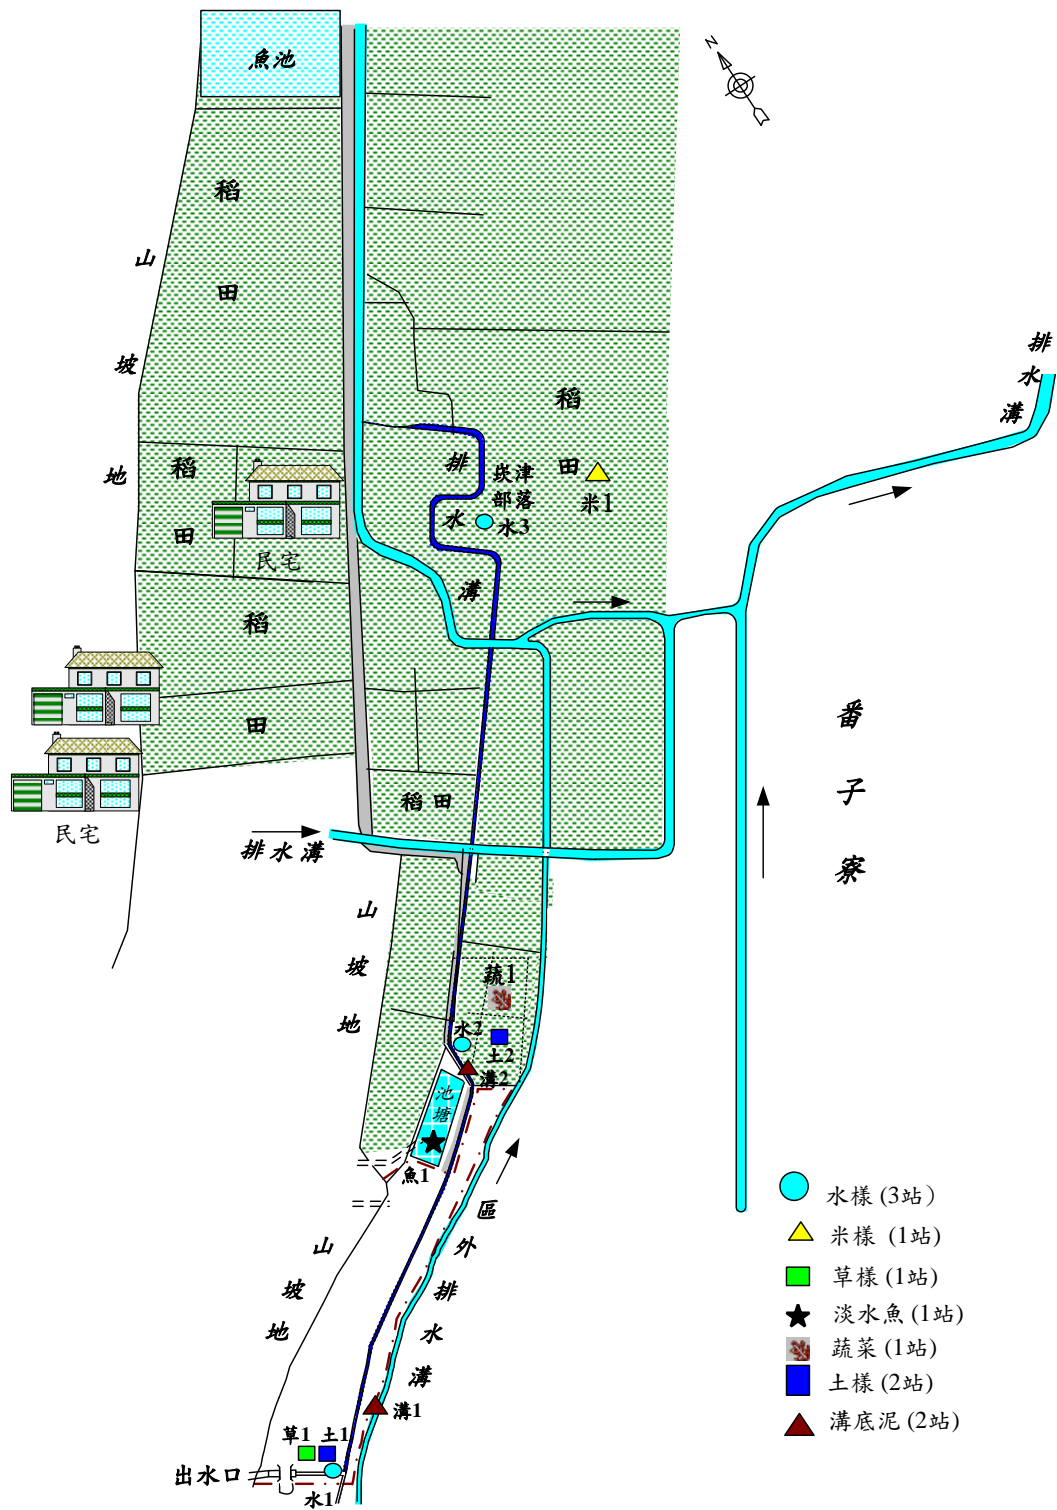 魚池
N
稻田
山坡地
排水溝
稻田
稻田
排水溝
崁津
部落
水3
米1
民宅
稻田
番子寮
稻田
民宅
排水溝
山坡地
蔬1
水2
土2
溝2
池塘
魚1
區外排水溝
山坡地
水樣 (3站）
米樣 (1站)
草樣 (1站)
淡水魚 (1站)
蔬菜 (1站)
土樣 (2站)
溝底泥 (2站)
溝1
草1
土1
出水口
水1